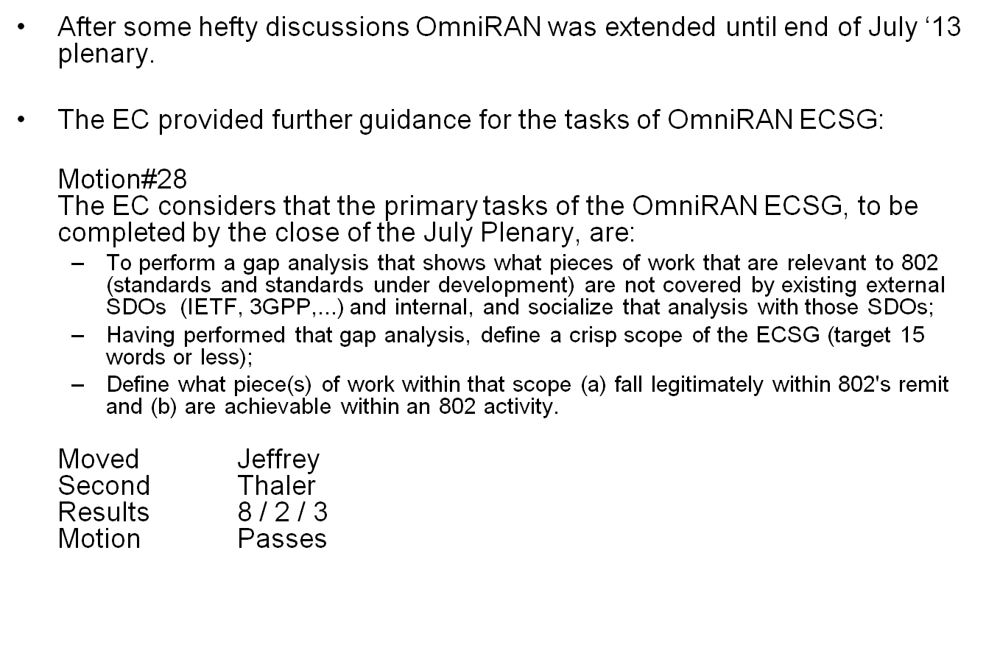 • After some hefty discussions OmniRAN was extended until end of July ‘13
plenary.
• The EC provided further guidance for the tasks of OmniRAN ECSG:
Motion#28
The EC considers that the primary tasks of the OmniRAN ECSG, to be
completed by the close of the July Plenary, are:
– To perform a gap analysis that shows what pieces of work that are relevant to 802
(standards and standards under development) are not covered by existing external
SDOs (IETF, 3GPP,...) and internal, and socialize that analysis with those SDOs;
– Having performed that gap analysis, define a crisp scope of the ECSG (target 15
words or less);
– Define what piece(s) of work within that scope (a) fall legitimately within 802's remit
and (b) are achievable within an 802 activity.
Moved Jeffrey
Second Thaler
Results 8 / 2 / 3
Motion Passes